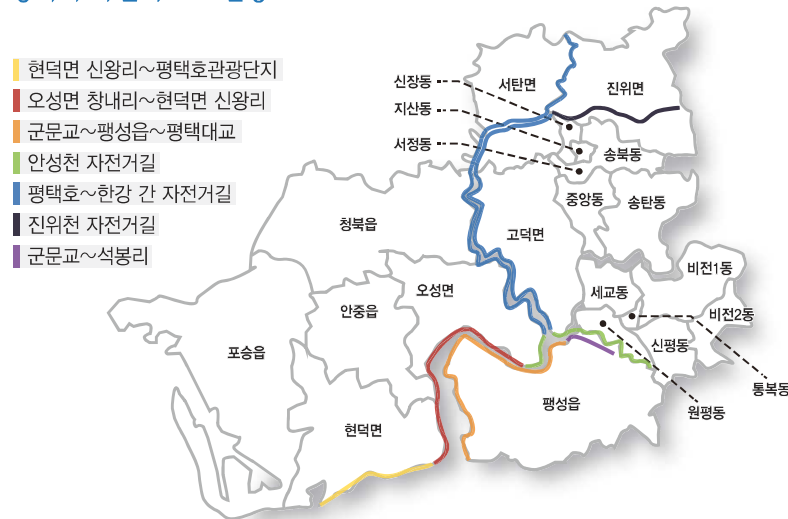 현덕면 신왕리~평택호관광단지
오성면 창내리~현덕면 신왕리
군문교~팽성읍~평택대교
안성천 자전거길
평택호~한강 간 자전거길
진위천 자전거길
군문교~석봉리
신장동
지산동
서정동
서탄면
진위면
송북동
중앙동
송탄동
청북읍
고덕면
오성면
안중읍
포승읍
현덕면
팽성읍
세교동
비전1동
비전2동
신평동
통복동
원평동